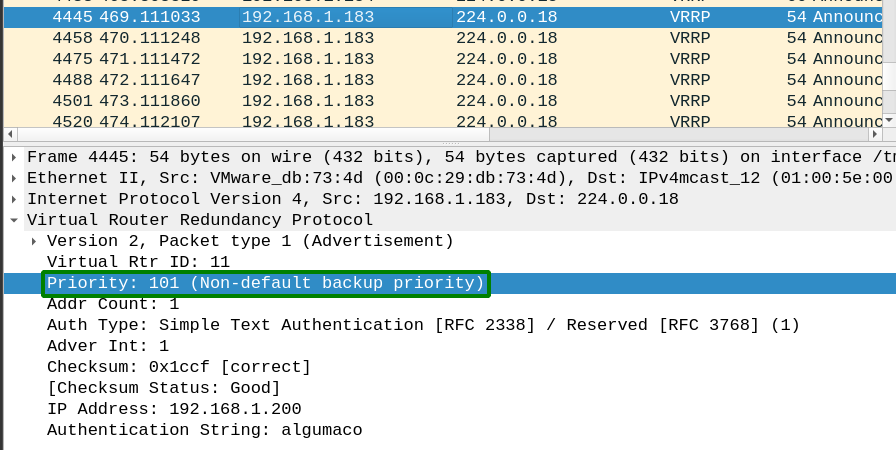 4445 469.111033 192.168.1.183 224.0.0.18 VRRP 54 Announc
4458 470.111248 192.168.1.183 224.0.0.18 VRRP 54 Announc
4475 471.111472 192.168.1.183 224.0.0.18 VRRP 54 Announc
4488 472.111647 192.168.1.183 224.0.0.18 VRRP 54 Announc
4501 473.111860 192.168.1.183 224.0.0.18 VRRP 54 Announc
4520 474.112107 192.168.1.183 224.0.0.18 VRRP 54 Announc
Frame 4445: 54 bytes on wire (432 bits), 54 bytes captured (432 bits) on interface /tm
Ethernet II, Src: VMware_db:73:4d (00:0c:29:db:73:4d), Dst: IPv4mcast_12 (01:00:5e:00
Internet Protocol Version 4, Src: 192.168.1.183, Dst: 224.0.0.18
Virtual Router Redundancy Protocol
Version 2, Packet type 1 (Advertisement)
Virtual Rtr ID: 11
Priority: 101 (Non-default backup priority)
Addr Count: 1
Auth Type: Simple Text Authentication [RFC 2338] / Reserved [RFC 3768] (1)
Adver Int: 1
Checksum: 0x1ccf [correct]
[Checksum Status: Good]
IP Address: 192.168.1.200
Authentication String: algumaco